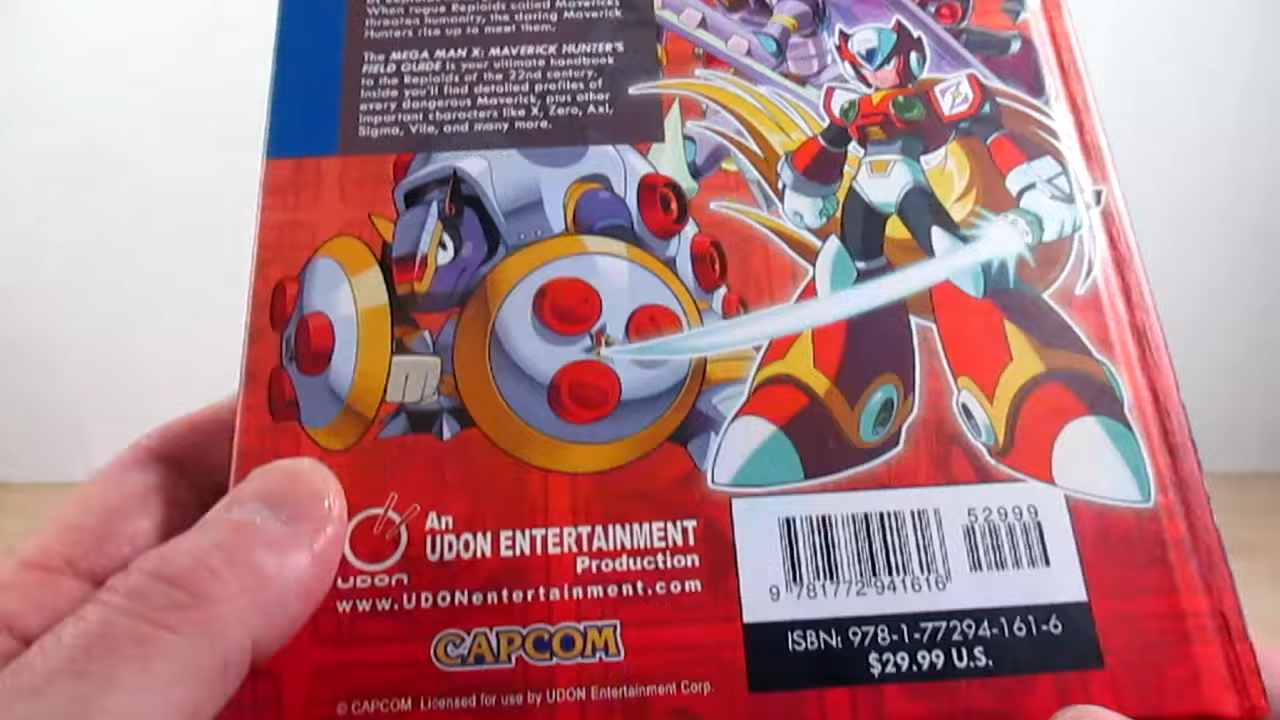 When rogue Reploids called Mavericks
threaten humanity, the daring Maverick
Hunters rise up to meet them.
The MEGA MAN X: MAVERICK HUNTER'S
FIELD GUIDE is your ultimate handbook
to the Reploids of the 22nd century.
Inside you'll find detailed profiles of
every dangerous Maverick, plus other
important characters like X, Zero, Axl,
Sigma, Vile, and many more.
An
UDON ENTERTAINMENT
Production
UDON
www.UDONentertainment.com
CAPCOM
© CAPCOM Licensed for use by UDON Entertainment Corp.
52999
9 781772 941616
ISBN: 978-1-77294-161-6
$29.99 U.S.